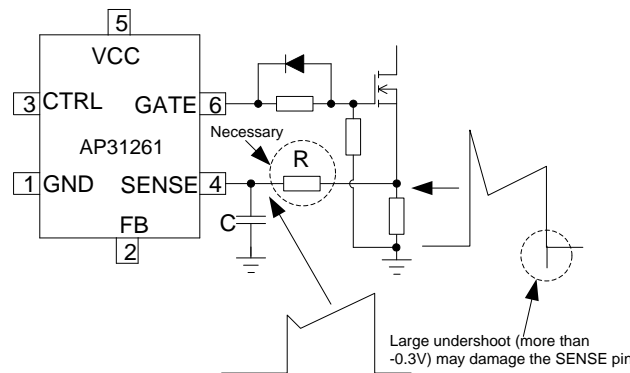 5
VCC
3 CTRL GATE 6
AP31261
Necessary
R
1 GND SENSE 4
C
FB
2
Large undershoot (more than
-0.3V) may damage the SENSE pin